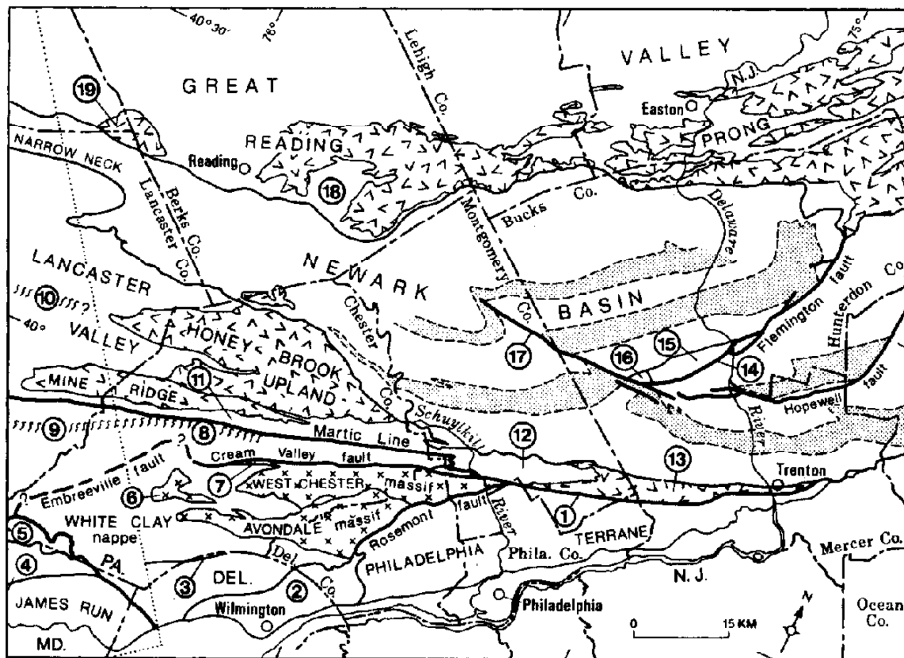 40° 30'
76°
Lehigh Co.
VALLEY
75°
GREAT
N.J.
Easton
19
PRONG
READING
NARROW NECK
Reading
18
Berks Co.
Lancaster Co.
Bucks Co.
Delaware
Montgomery Co.
NEWARK
LANCASTER
Chester
Co.
BASIN
Flemington fault
Hunterdon Co.
10
40°
VALLEY
HONEY BROOK UPLAND
17
16
15
14
11
MINE RIDGE
Hopewell fault
River
9
8
Martic Line
Schuylkill
12
Cream Valley fault
13
Trenton
Embreeville fault
7
WEST CHESTER massif
6
AVONDALE massif
Rosemont fault
River
1
TERRANE
WHITE CLAY nappe
5
PHILADELPHIA
Phila. Co.
Mercer Co.
4
PA.
Del. Co.
3
DEL.
2
N.J.
JAMES RUN
Wilmington
Philadelphia
N
Ocean Co.
MD.
0 15 KM